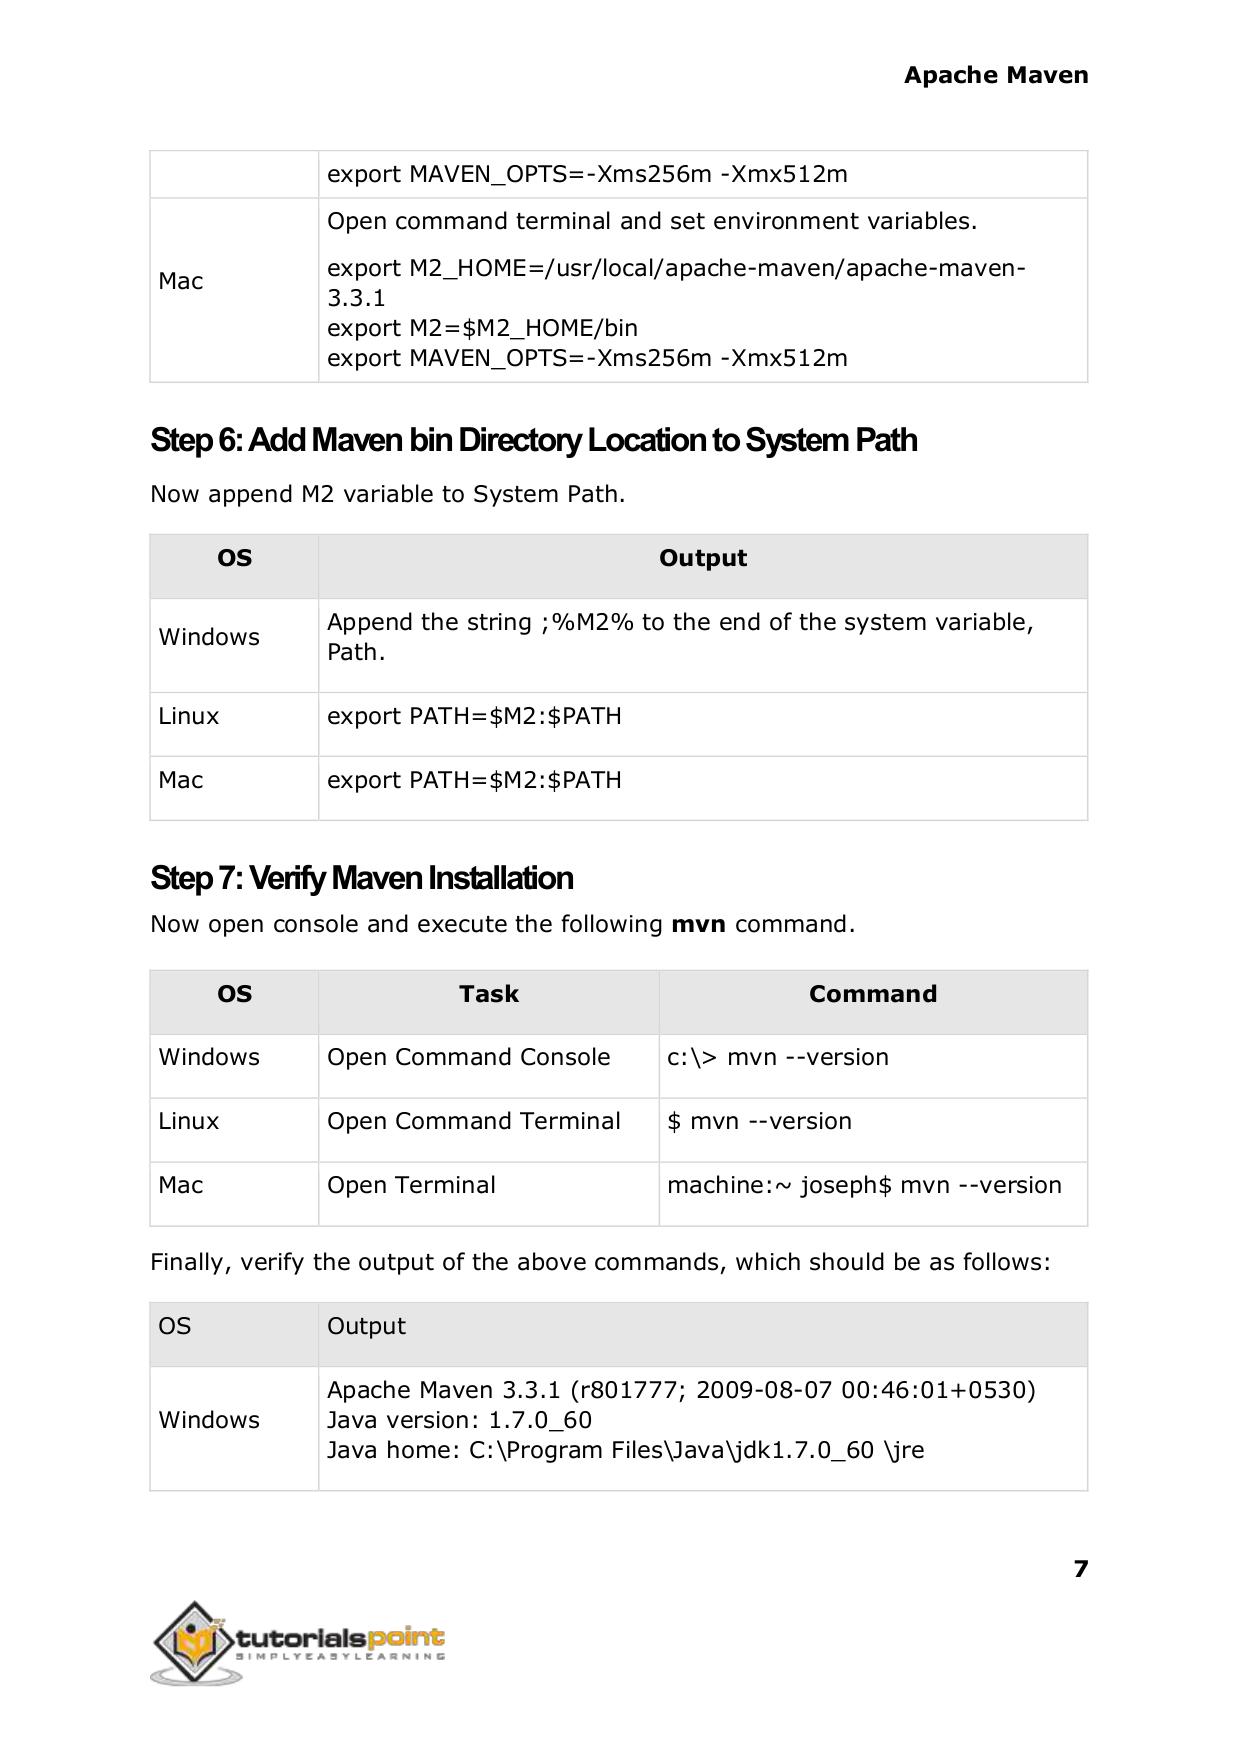 Apache Maven
export MAVEN_OPTS=-Xms256m -Xmx512m
Mac
Open command terminal and set environment variables.
export M2_HOME=/usr/local/apache-maven/apache-maven-
3.3.1
export M2=$M2_HOME/bin
export MAVEN_OPTS=-Xms256m -Xmx512m
Step 6: Add Maven bin Directory Location to System Path
Now append M2 variable to System Path.
OS Output
Windows
Append the string ;%M2% to the end of the system variable,
Path.
Linux export PATH=$M2:$PATH
Mac export PATH=$M2:$PATH
Step 7: Verify Maven Installation
Now open console and execute the following mvn command.
OS Task Command
Windows Open Command Console c:\> mvn --version
Linux Open Command Terminal $ mvn --version
Mac Open Terminal machine:~ joseph$ mvn --version
Finally, verify the output of the above commands, which should be as follows:
OS Output
Windows
Apache Maven 3.3.1 (r801777; 2009-08-07 00:46:01+0530)
Java version: 1.7.0_60
Java home: C:\Program Files\Java\jdk1.7.0_60 \jre
7
tutorialspoint
SIMPLYEASYLEARNING